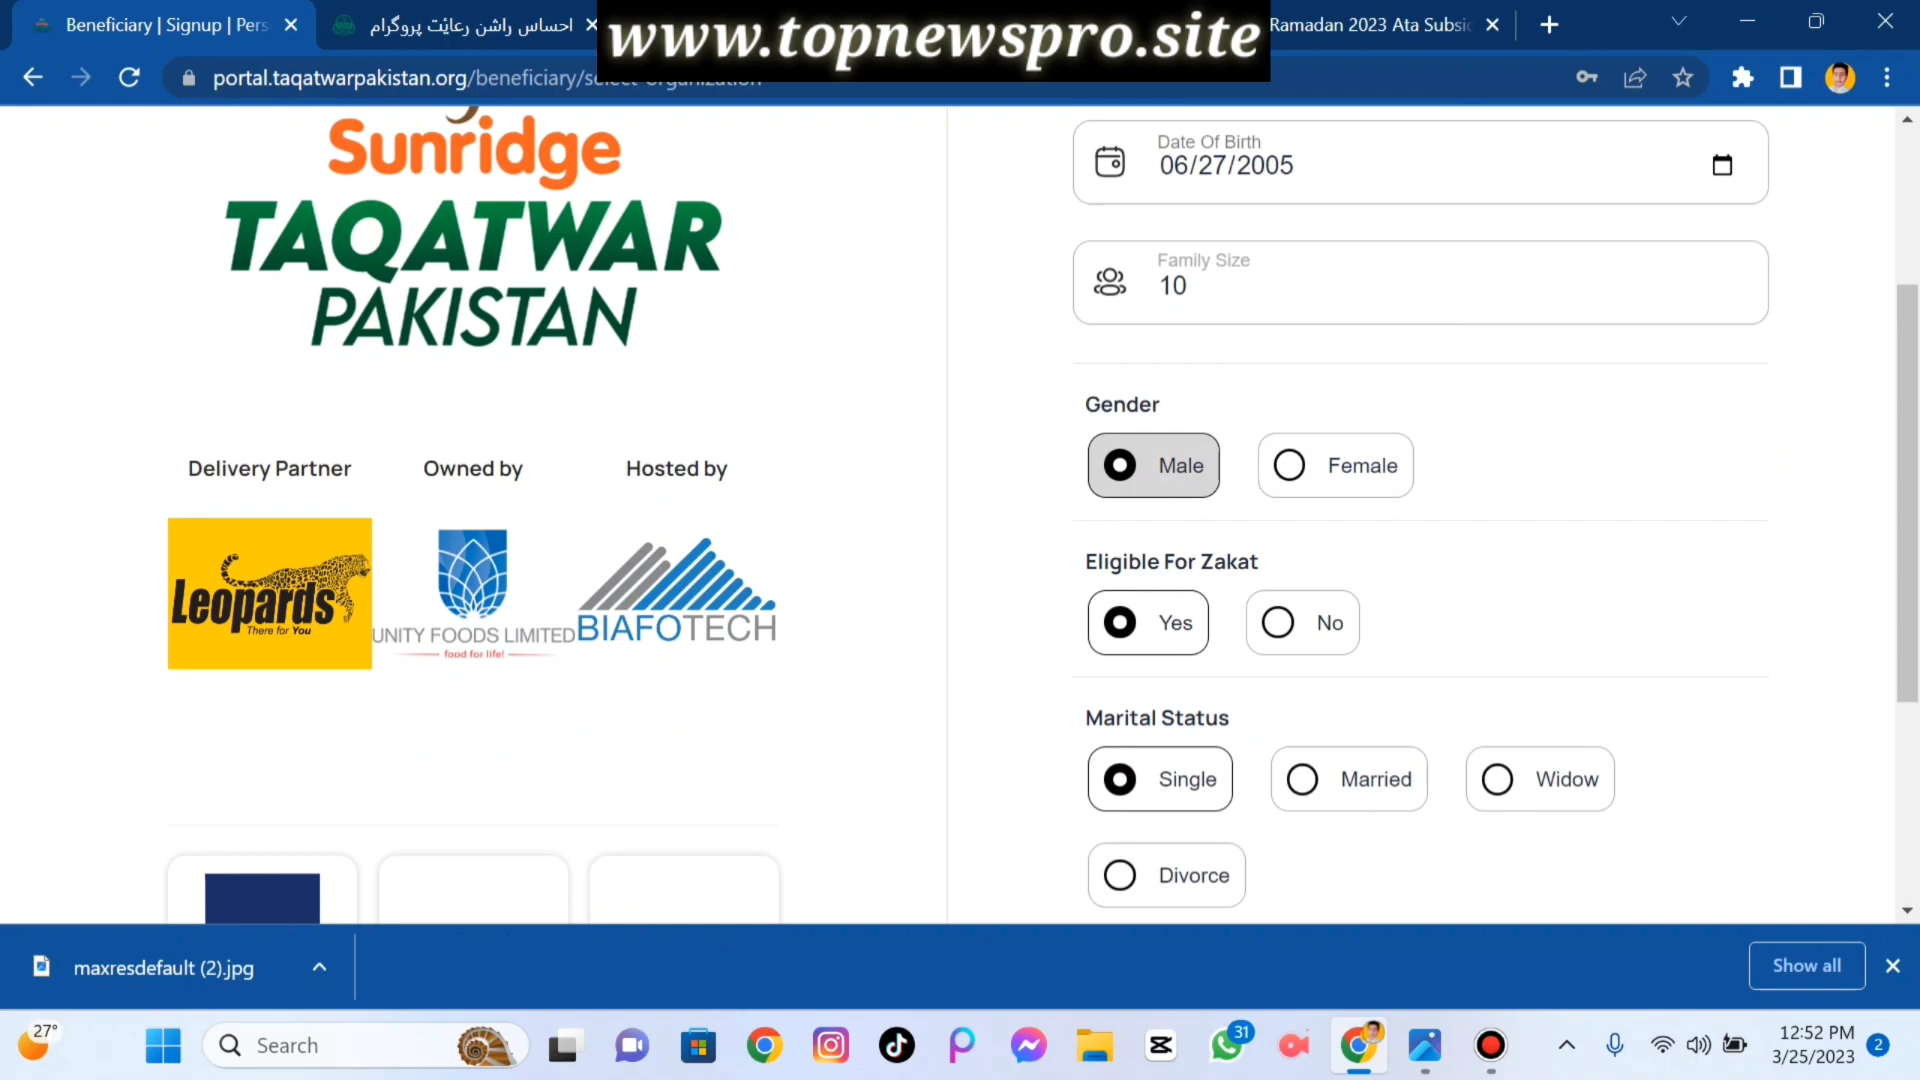 Beneficiary | Signup | Pers
احساس راشن رعائت پروگرام
www.topnewspro.site
Ramadan 2023 Ata Subsi
portal.taqatwarpakistan.org/beneficiary/select-organization
Sunridge
TAQATWAR
PAKISTAN
Delivery Partner
Owned by
Hosted by
Leopards
There for You
UNITY FOODS LIMITED
food for life!
BIAFOTECH
Date Of Birth
06/27/2005
Family Size
10
Gender
Male
Female
Eligible For Zakat
Yes
No
Marital Status
Single
Married
Widow
Divorce
maxresdefault (2).jpg
Show all
27°
Search
31
12:52 PM
3/25/2023
2